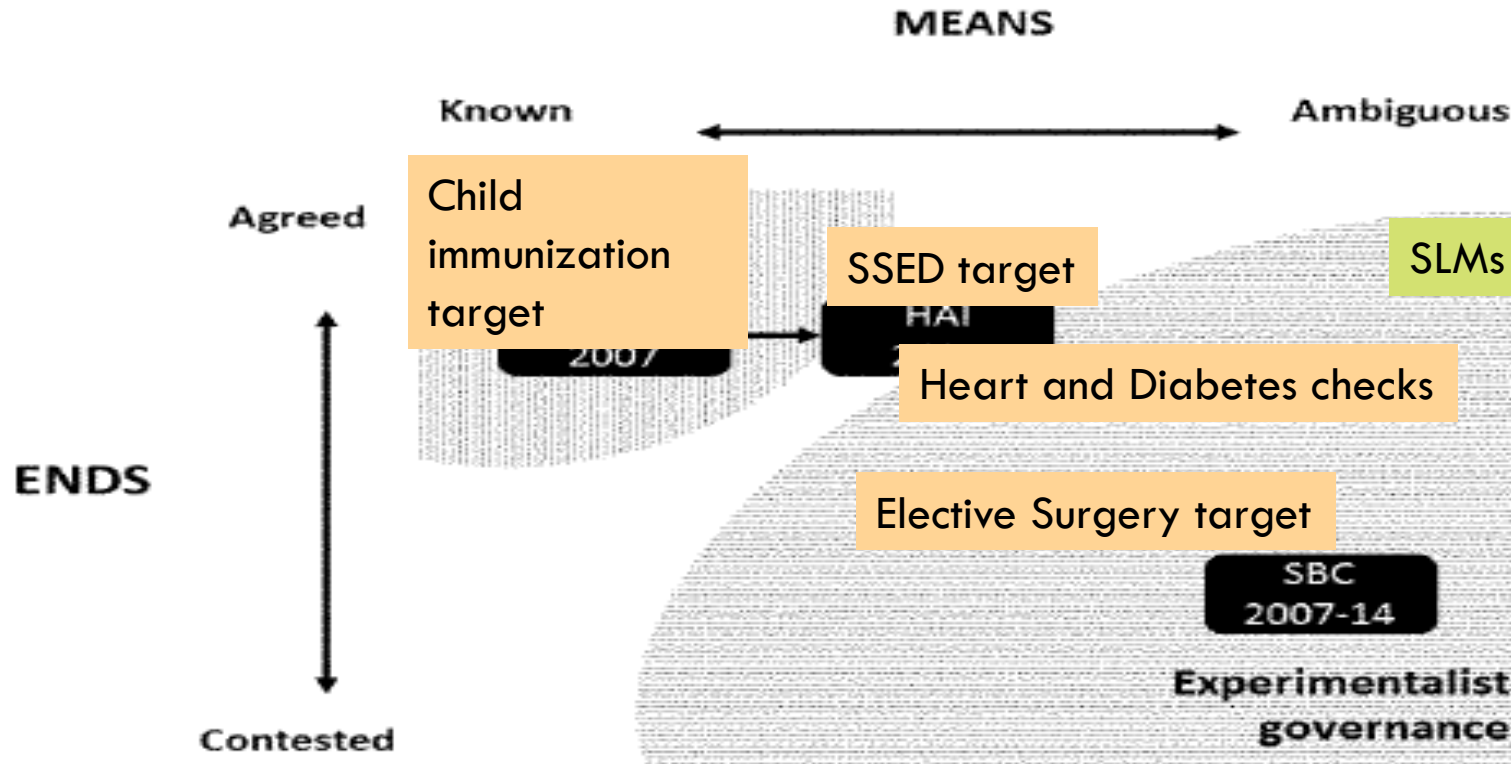 MEANS
Known
Ambiguous
Agreed
Child
immunization
target
SSED target
SLMs
HAI
2007
Heart and Diabetes checks
ENDS
Elective Surgery target
SBC
2007-14
Experimentalist
governance
Contested